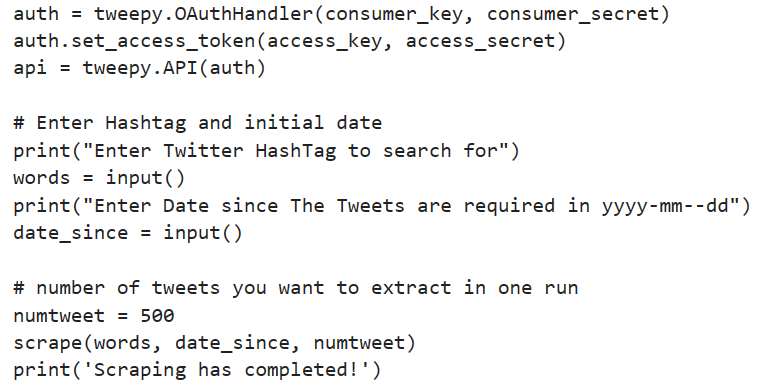 auth = tweepy.OAuthHandler(consumer_key, consumer_secret)
auth.set_access_token(access_key, access_secret)
api = tweepy.API(auth)

# Enter Hashtag and initial date
print("Enter Twitter HashTag to search for")
words = input()
print("Enter Date since The Tweets are required in yyyy-mm--dd")
date_since = input()

# number of tweets you want to extract in one run
numtweet = 500
scrape(words, date_since, numtweet)
print('Scraping has completed!')